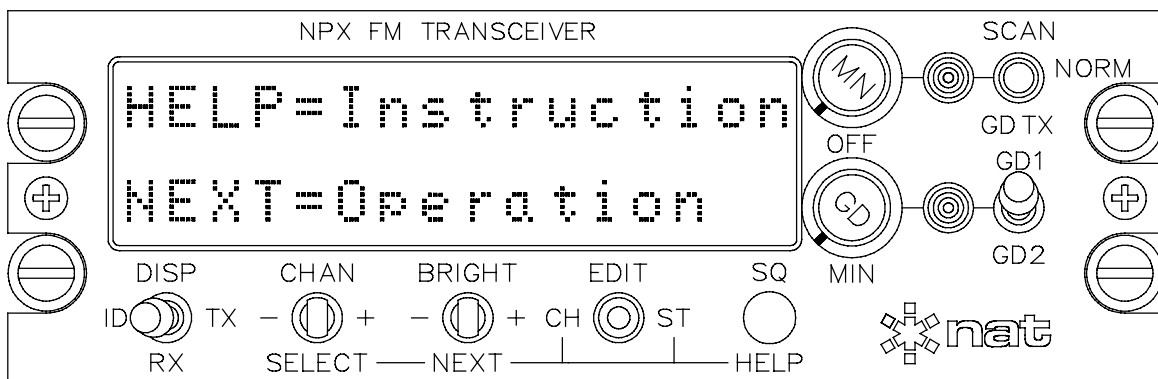 NPX FM TRANSCEIVER
SCAN
MN
NORM
HELP=Instruction
GD TX
OFF
GD1
NEXT=Operation
GD
GD2
MIN
DISP CHAN BRIGHT EDIT SQ
ID TX - + - + CH ST
RX SELECT NEXT HELP
nat